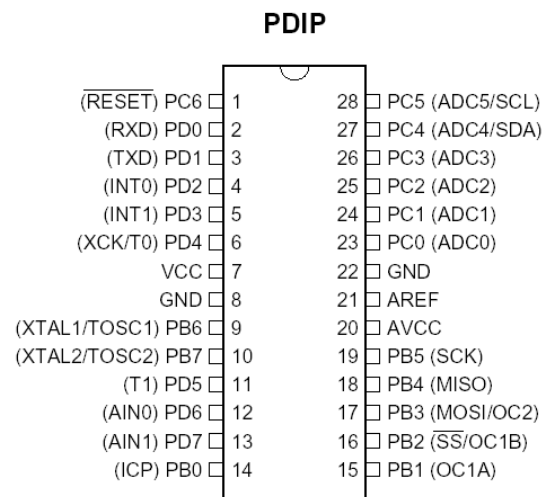 PDIP
(RESET) PC6 1 28 PC5 (ADC5/SCL)
(RXD) PD0 2 27 PC4 (ADC4/SDA)
(TXD) PD1 3 26 PC3 (ADC3)
(INT0) PD2 4 25 PC2 (ADC2)
(INT1) PD3 5 24 PC1 (ADC1)
(XCK/T0) PD4 6 23 PC0 (ADC0)
VCC 7 22 GND
GND 8 21 AREF
(XTAL1/TOSC1) PB6 9 20 AVCC
(XTAL2/TOSC2) PB7 10 19 PB5 (SCK)
(T1) PD5 11 18 PB4 (MISO)
(AIN0) PD6 12 17 PB3 (MOSI/OC2)
(AIN1) PD7 13 16 PB2 (SS/OC1B)
(ICP) PB0 14 15 PB1 (OC1A)